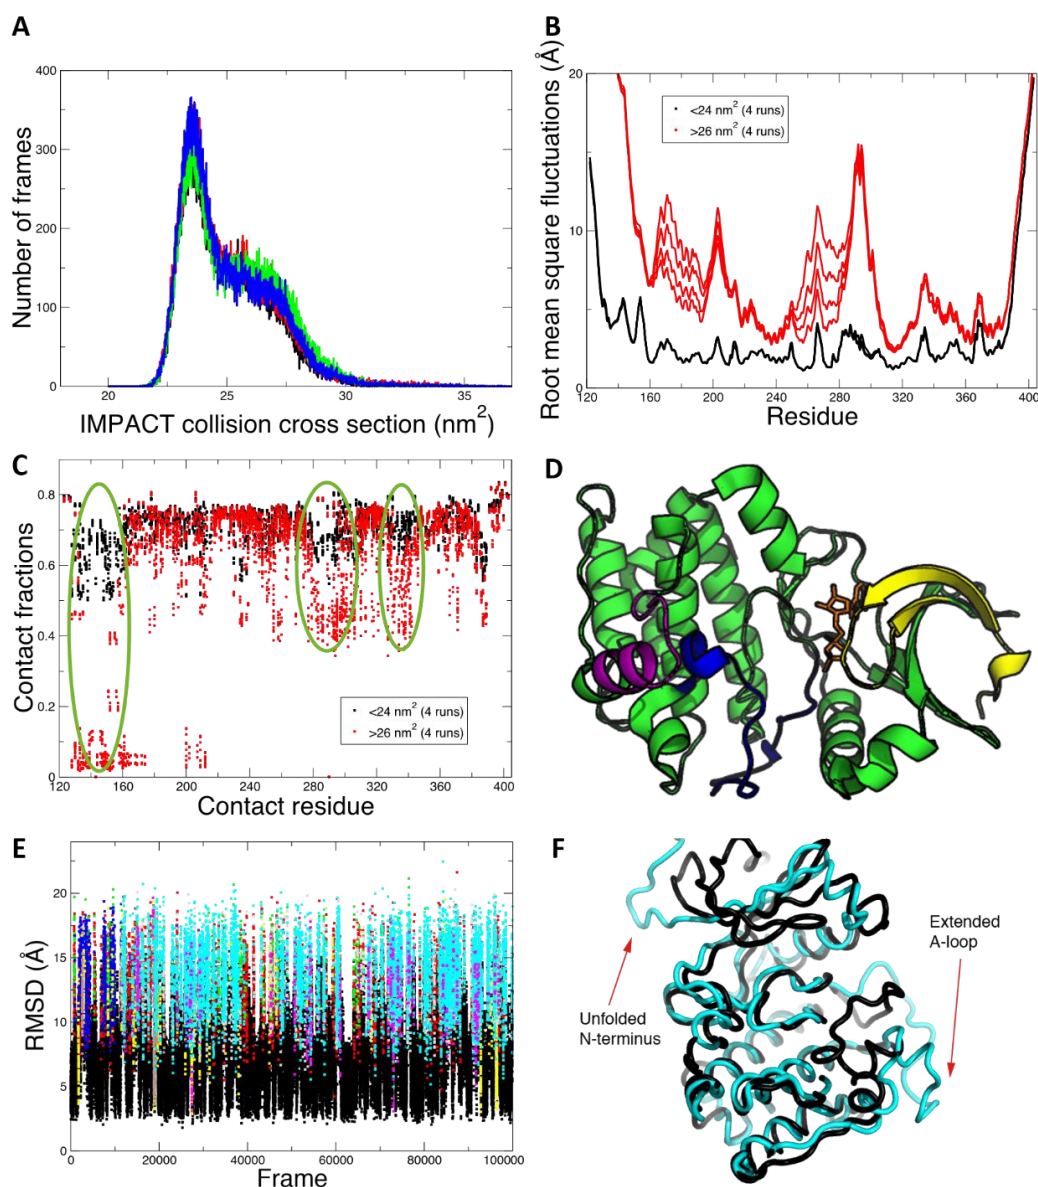 A
400
300
200
100
0
Number of frames
20
25
30
35
IMPACT collision cross section (nm2)
B
20
10
0
Root mean square fluctuations (Å)
<24 nm2 (4 runs)
>26 nm2 (4 runs)
120 160 200 240 280 320 360 400
Residue
C
0.8
0.6
0.4
0.2
0
Contact fractions
<24 nm2 (4 runs)
>26 nm2 (4 runs)
120 160 200 240 280 320 360 400
Contact residue
D
E
20
15
10
5
0
RMSD (Å)
0 20000 40000 60000 80000 100000
Frame
F
Unfolded
N-terminus
Extended
A-loop